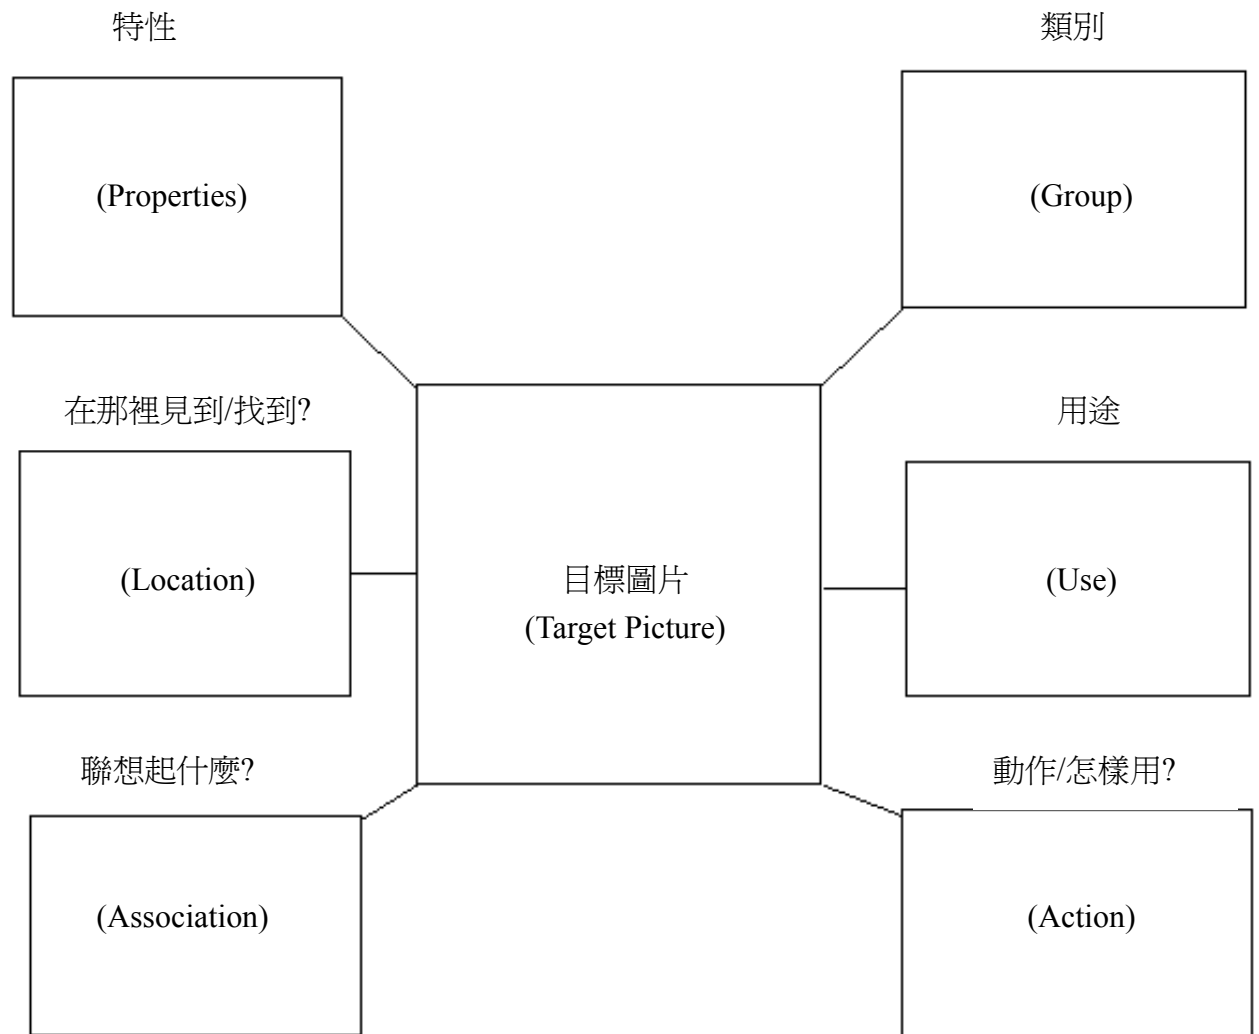 特性
類別
(Properties)
(Group)
在那裡見到/找到?
用途
(Location)
目標圖片
(Target Picture)
(Use)
聯想起什麼?
動作/怎樣用?
(Association)
(Action)